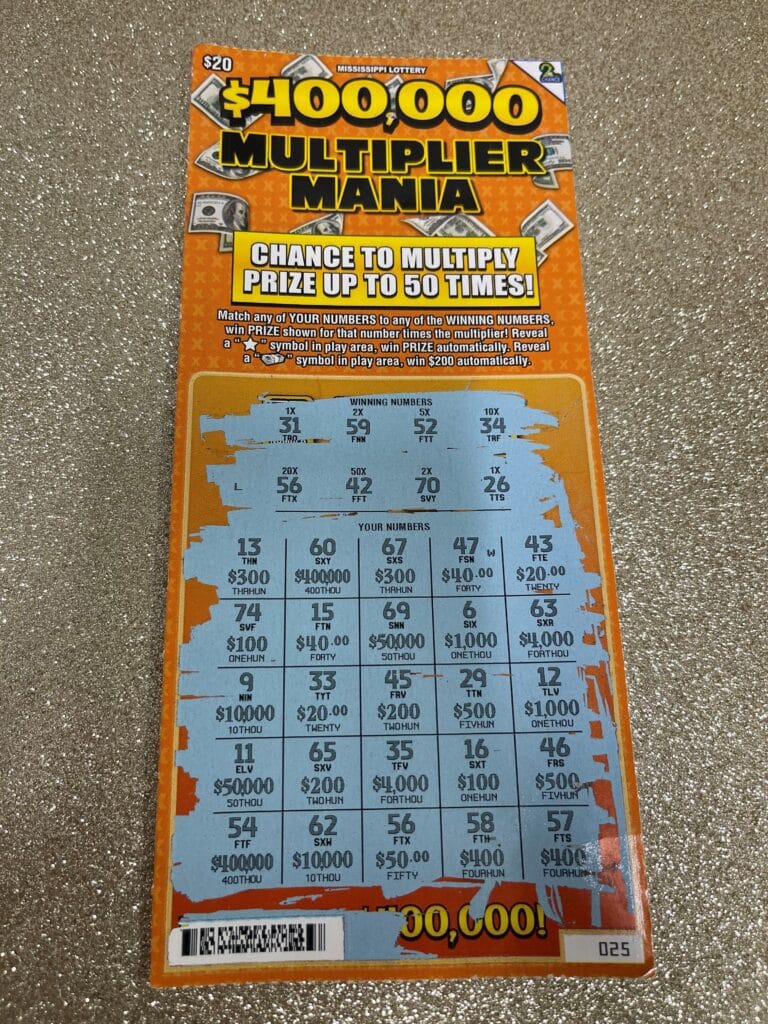 $20
MISSISSIPPI LOTTERY
2nd CHANCE
$400,000
MULTIPLIER
MANIA
CHANCE TO MULTIPLY
PRIZE UP TO 50 TIMES!
Match any of YOUR NUMBERS to any of the WINNING NUMBERS,
win PRIZE shown for that number times the multiplier! Reveal
a " " symbol in play area, win PRIZE automatically. Reveal
a " " symbol in play area, win $200 automatically.
WINNING NUMBERS
1X 2X 5X 10X
31 59 52 34
TRO FNN FTT TRF
20X 50X 2X 1X
56 42 70 26
FTX FFT SVY TTS
YOUR NUMBERS
13 60 67 47 W 43
THN SXY SXS FSN FTE
$300 $400,000 $300 $40.00 $20.00
THRHUN 400THOU THRHUN FORTY TWENTY
74 15 69 6 63
SVF FTN SNN SIX SXR
$100 $40.00 $50,000 $1,000 $4,000
ONEHUN FORTY 50THOU ONETHOU FORTHOU
9 33 45 29 12
NIN TYT FRV TTN TLV
$10,000 $20.00 $200 $500 $1,000
10THOU TWENTY TWOHUN FIVHUN ONETHOU
11 65 35 16 46
ELV SXV TFV SXT FRS
$50,000 $200 $4,000 $100 $500
50THOU TWOHUN FORTHOU ONEHUN FIVHUN
54 62 56 58 57
FTF SXW FTX FTH FTS
$400,000 $10,000 $50.00 $400 $400
400THOU 10THOU FIFTY FOURHUN FOURHUN
400,000!
025